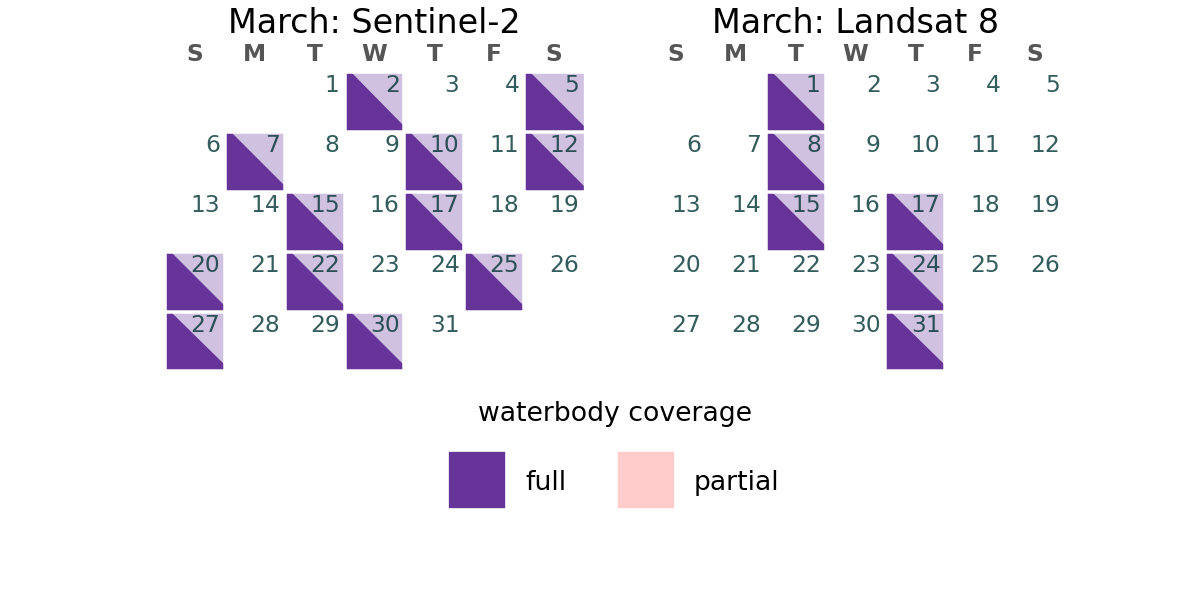 March: Sentinel-2
S M T W T F S
1 2 3 4 5
6 7 8 9 10 11 12
13 14 15 16 17 18 19
20 21 22 23 24 25 26
27 28 29 30 31
March: Landsat 8
S M T W T F S
1 2 3 4 5
6 7 8 9 10 11 12
13 14 15 16 17 18 19
20 21 22 23 24 25 26
27 28 29 30 31
waterbody coverage
full
partial